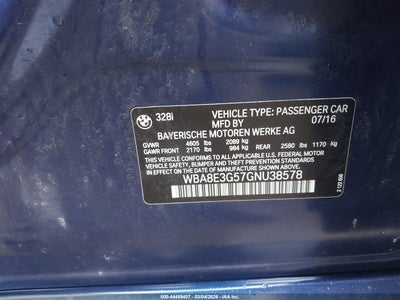 328i VEHICLE TYPE: PASSENGER CAR
MFD BY 07/16
BAYERISCHE MOTOREN WERKE AG
GVWR 4605 lbs 2089 kg
GAWR FRONT 2170 lbs 984 kg REAR 2580 lbs 1170 kg
THIS VEHICLE CONFORMS TO ALL APPLICABLE U.S. FEDERAL MOTOR
VEHICLE SAFETY, BUMPER AND THEFT PREVENTION STANDARDS
IN EFFECT ON THE DATE OF MANUFACTURE SHOWN ABOVE.
WBA8E3G57GNU38578